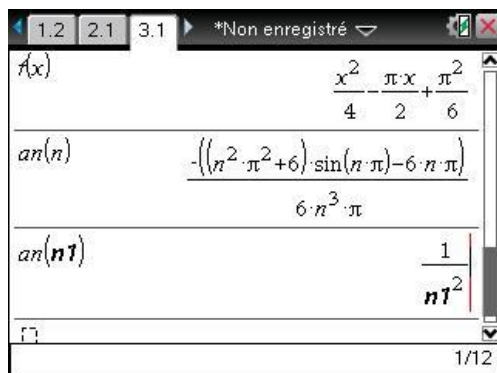 1.2 2.1 3.1 *Non enregistré
f(x) x²/4 - π·x/2 + π²/6
an(n) -((n²·π²+6)·sin(n·π)-6·n·π) / 6·n³·π
an(n1) 1/n1²
1/12